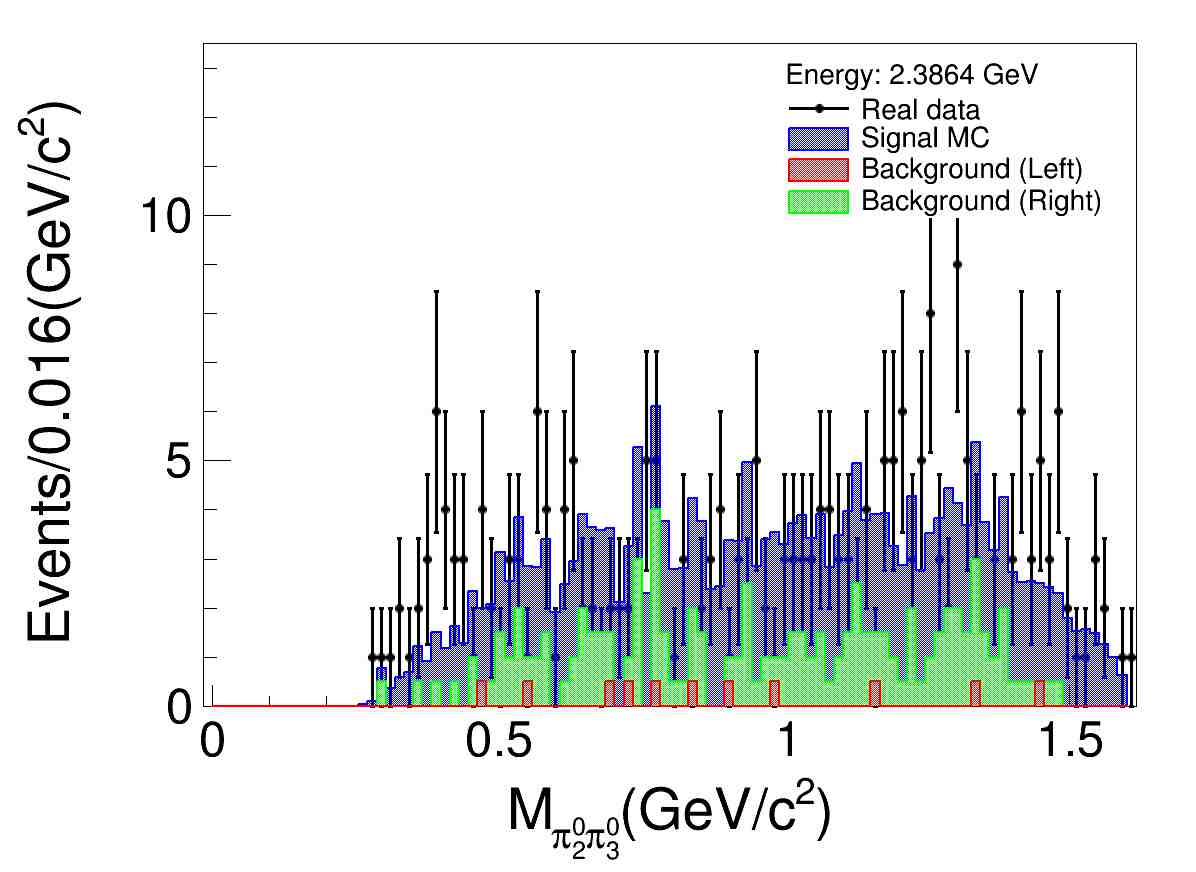 Energy: 2.3864 GeV
Real data
Signal MC
Background (Left)
Background (Right)
Events/0.016(GeV/c²)
10
5
0
0 0.5 1 1.5
M_{π⁰₂π⁰₃}(GeV/c²)